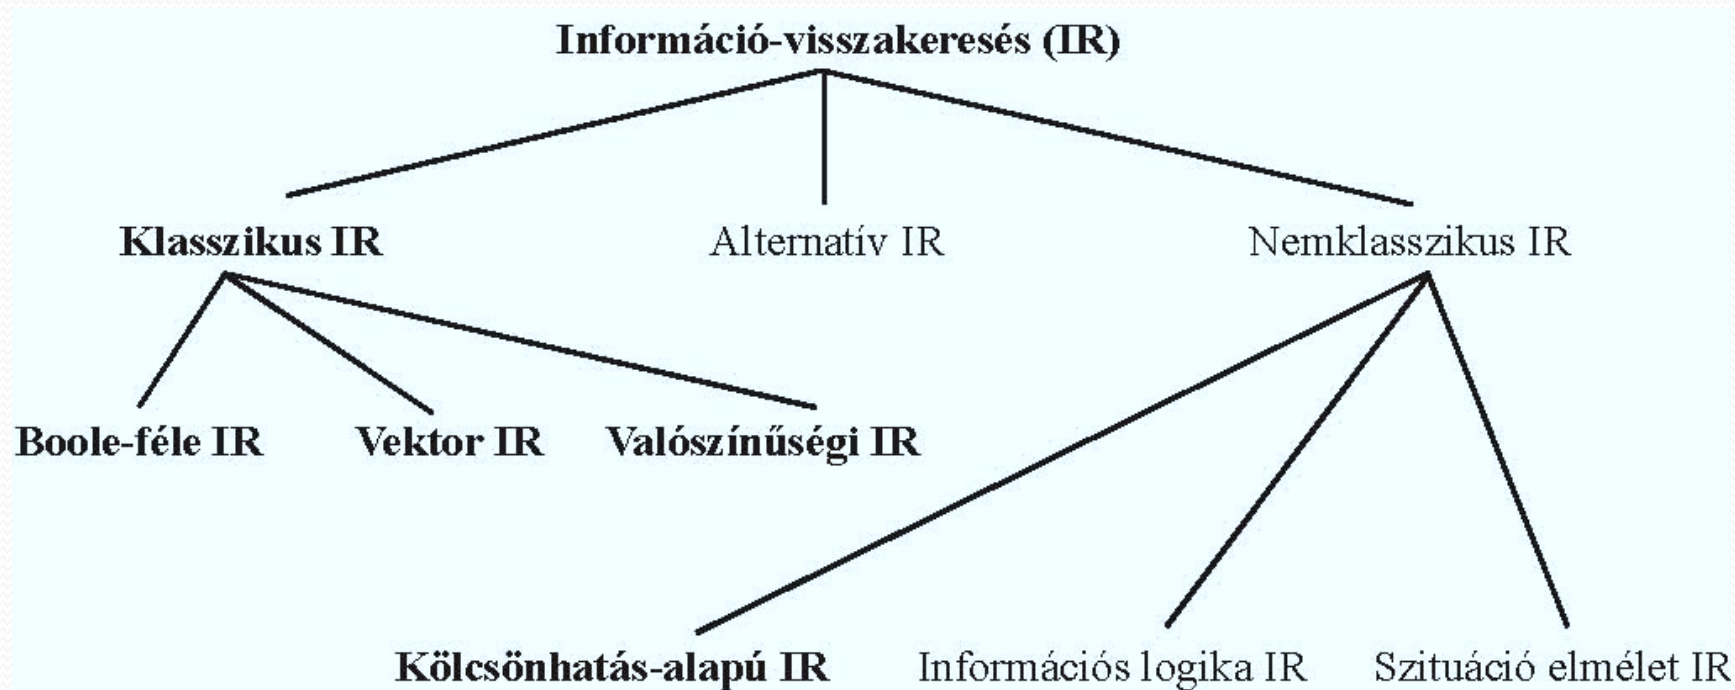 Információ-visszakeresés (IR)
Klasszikus IR Alternatív IR Nemklasszikus IR
Boole-féle IR Vektor IR Valószínűségi IR
Kölcsönhatás-alapú IR Információs logika IR Szituáció elmélet IR